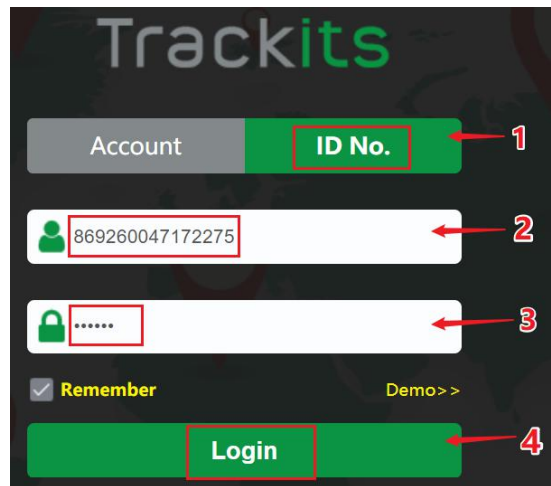 Trackits
Account ID No. 1
869260047172275 2
•••••• 3
Remember Demo>>
Login 4